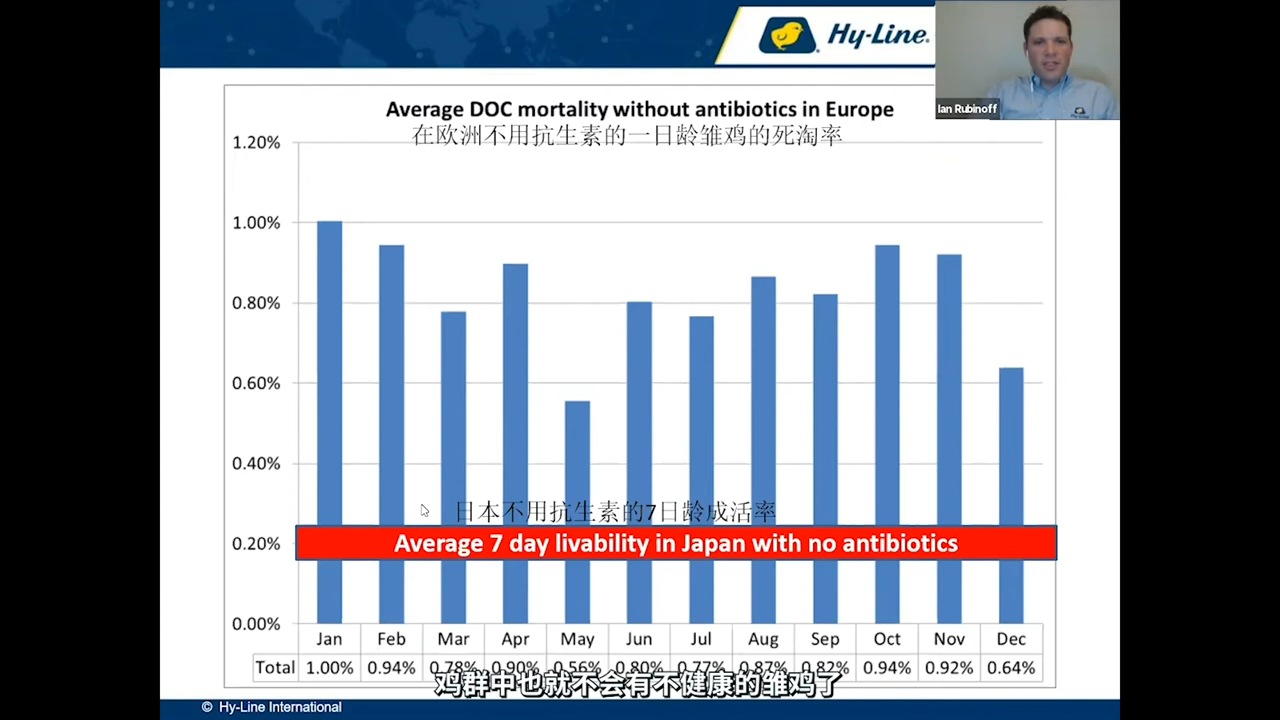 Hy-Line
Ian Rubinoff
Average DOC mortality without antibiotics in Europe
在欧洲不用抗生素的一日龄雏鸡的死淘率
1.20%
1.00%
0.80%
0.60%
0.40%
日本不用抗生素的7日龄成活率
0.20%
Average 7 day livability in Japan with no antibiotics
0.00%
Jan Feb Mar Apr May Jun Jul Aug Sep Oct Nov Dec
Total 1.00% 0.94% 0.78% 0.90% 0.56% 0.80% 0.77% 0.87% 0.82% 0.94% 0.92% 0.64%
鸡群中也就不会有不健康的雏鸡了
© Hy-Line International